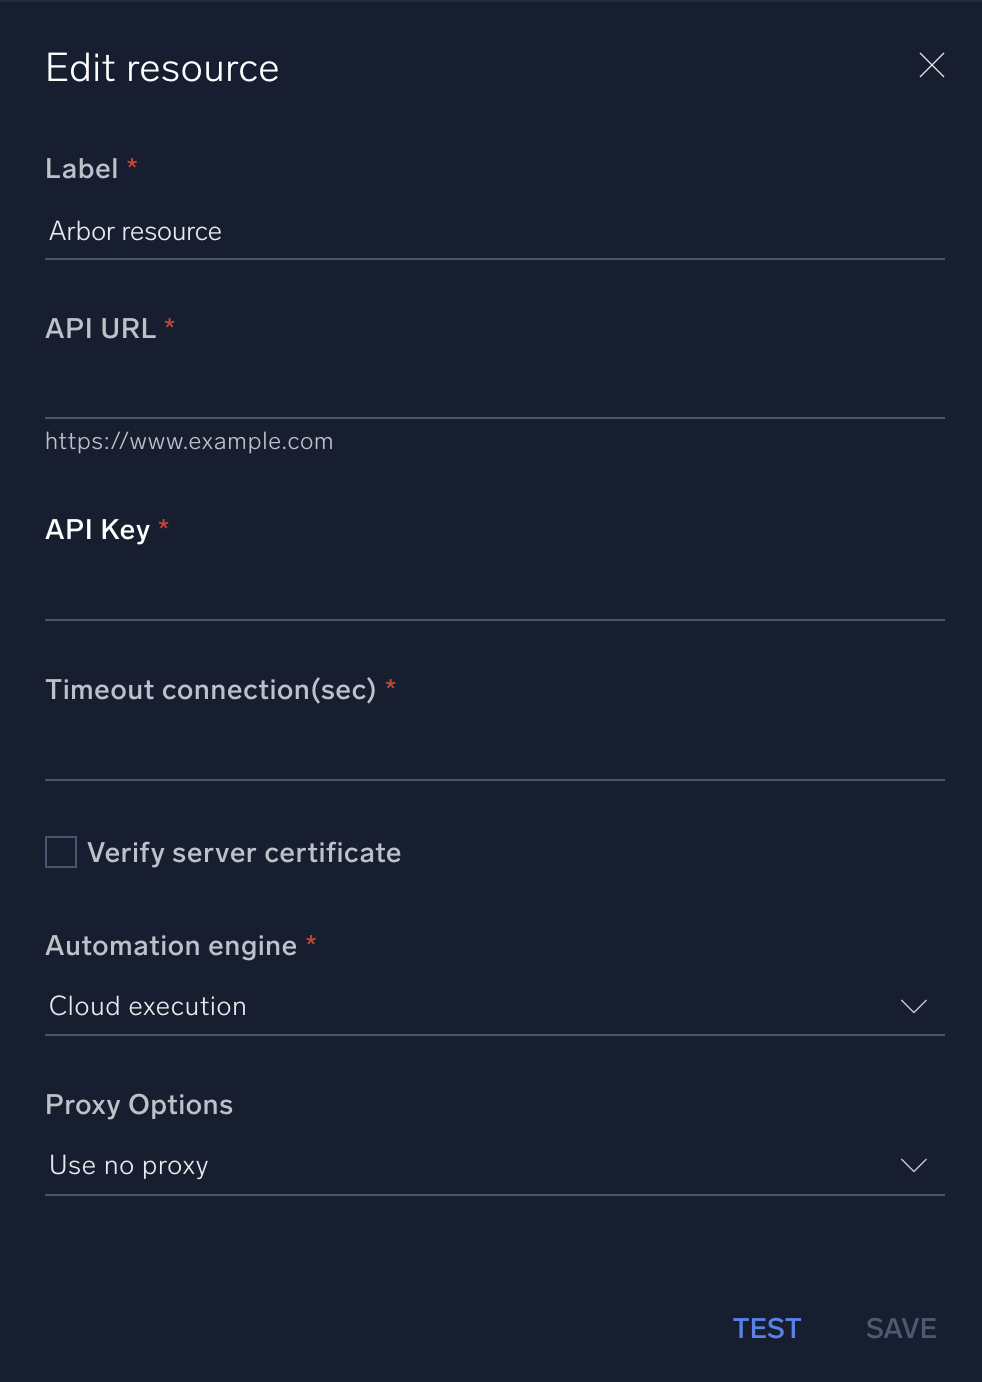 Edit resource
Label *
Arbor resource
API URL *
https://www.example.com
API Key *
Timeout connection(sec) *
Verify server certificate
Automation engine *
Cloud execution
Proxy Options
Use no proxy
TEST SAVE